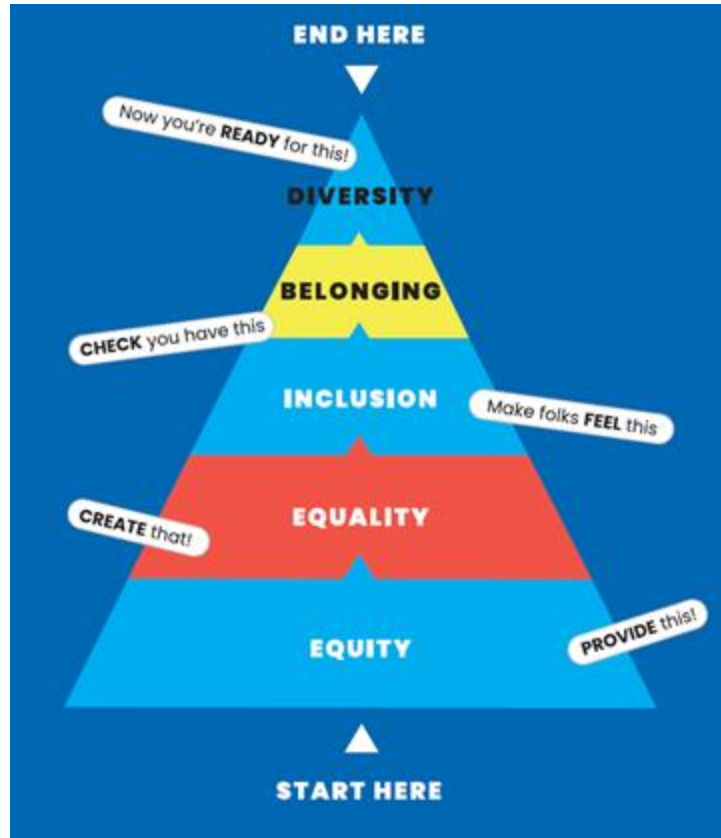 END HERE
Now you're READY for this!
DIVERSITY
BELONGING
CHECK you have this
INCLUSION
Make folks FEEL this
EQUALITY
CREATE that!
EQUITY
PROVIDE this!
START HERE